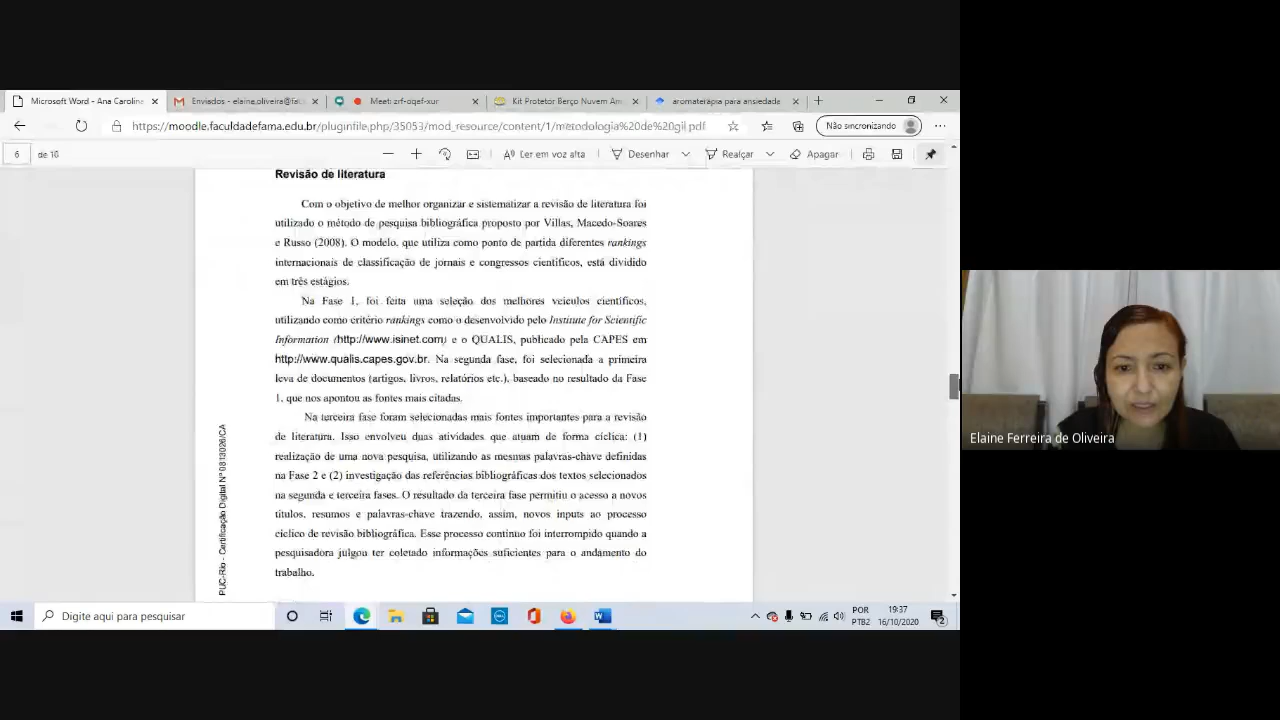 Microsoft Word - Ana Caroline
Enviados - elaine.oliveira@fa
Meet: zrf-oqef-xur
Kit Protetor Berço Nuvem Am
aromaterapia para ansiedade
https://moodle.faculdadefama.edu.br/pluginfile.php/35053/mod_resource/content/1/metodologia%20de%20gil.pdf
Não sincronizando
6 de 10
Ler em voz alta
Desenhar
Realçar
Apagar
Revisão de literatura
Com o objetivo de melhor organizar e sistematizar a revisão de literatura foi
utilizado o método de pesquisa bibliográfica proposto por Villas, Macedo-Soares
e Russo (2008). O modelo, que utiliza como ponto de partida diferentes rankings
internacionais de classificação de jornais e congressos científicos, está dividido
em três estágios.
Na Fase 1, foi feita uma seleção dos melhores veículos científicos,
utilizando como critério rankings como o desenvolvido pelo Institute for Scientific
Information (http://www.isinet.com) e o QUALIS, publicado pela CAPES em
http://www.qualis.capes.gov.br. Na segunda fase, foi selecionada a primeira
leva de documentos (artigos, livros, relatórios etc.), baseado no resultado da Fase
1, que nos apontou as fontes mais citadas.
Na terceira fase foram selecionadas mais fontes importantes para a revisão
de literatura. Isso envolveu duas atividades que atuam de forma cíclica: (1)
realização de uma nova pesquisa, utilizando as mesmas palavras-chave definidas
na Fase 2 e (2) investigação das referências bibliográficas dos textos selecionados
na segunda e terceira fases. O resultado da terceira fase permitiu o acesso a novos
títulos, resumos e palavras-chave trazendo, assim, novos inputs ao processo
cíclico de revisão bibliográfica. Esse processo contínuo foi interrompido quando a
pesquisadora julgou ter coletado informações suficientes para o andamento do
trabalho.
PUC-Rio - Certificação Digital Nº 0813026/CA
Elaine Ferreira de Oliveira
Digite aqui para pesquisar
POR
PTB2
19:37
16/10/2020
2